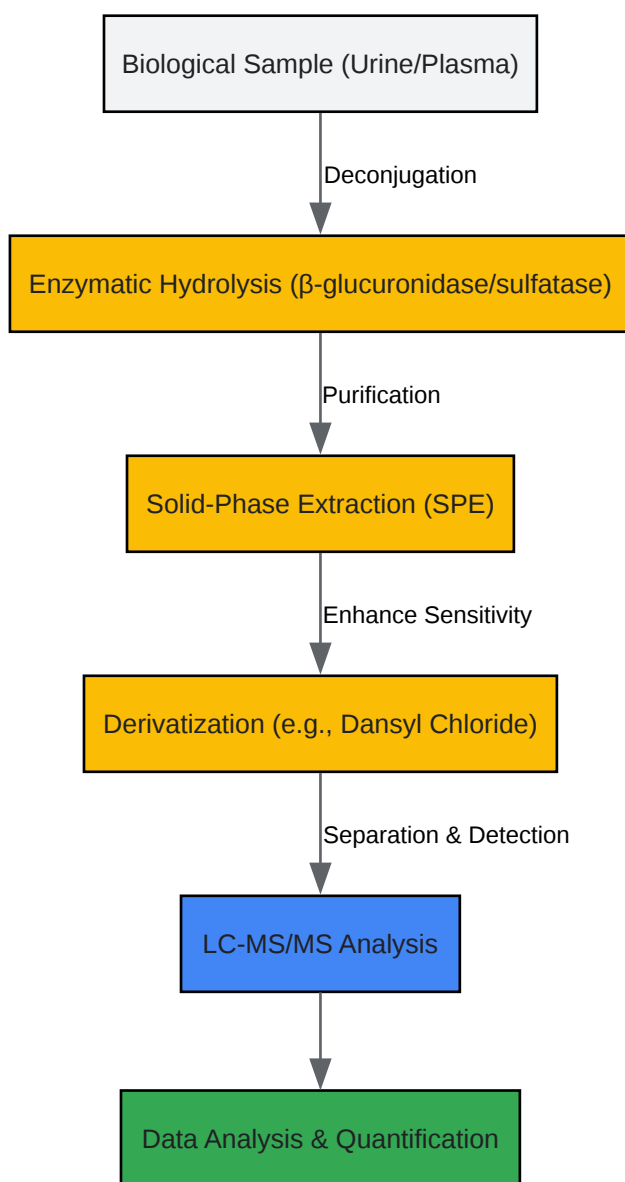 Biological Sample (Urine/Plasma)
Deconjugation
Enzymatic Hydrolysis (β-glucuronidase/sulfatase)
Purification
Solid-Phase Extraction (SPE)
Enhance Sensitivity
Derivatization (e.g., Dansyl Chloride)
Separation & Detection
LC-MS/MS Analysis
Data Analysis & Quantification